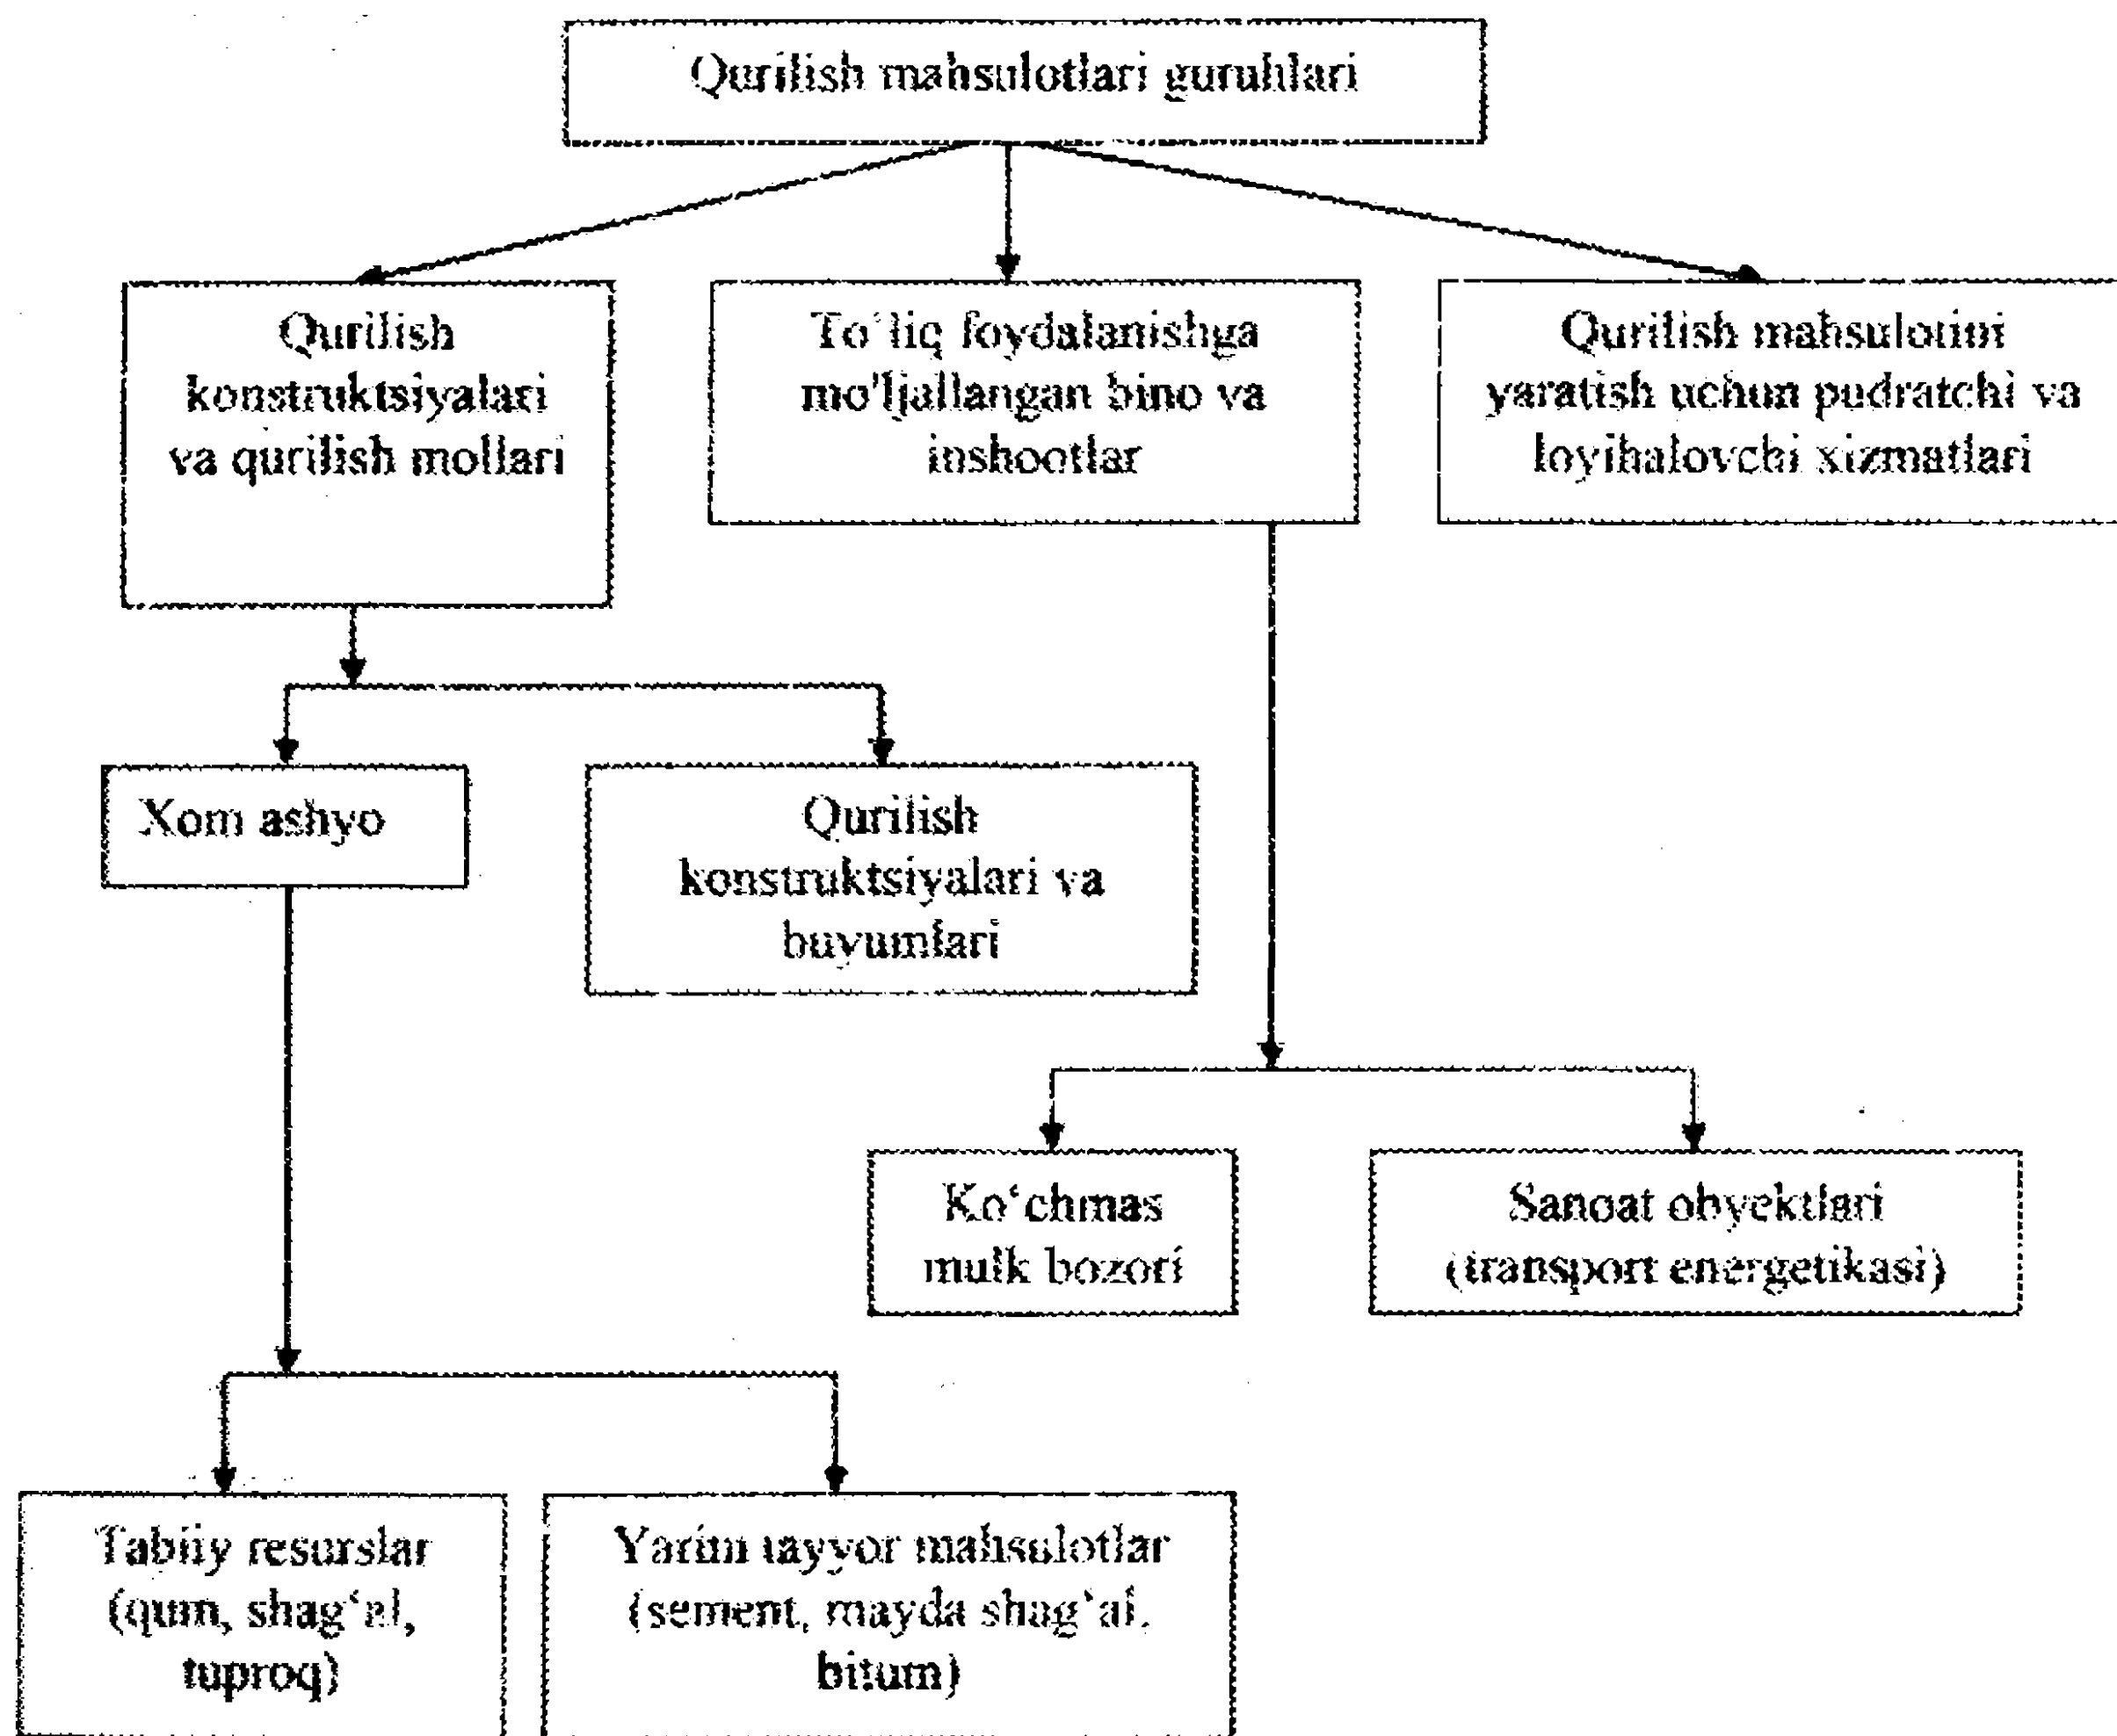 Qurilish mahsulotlari guruhlari
Qurilish
konstruktsiyalari
va qurilish mollari
To‘liq foydalanishga
mo'ljallangan bino va
inshootlar
Qurilish mahsulotini
yaratish uchun pudratchi va
loyihalovchi xizmatlari
Xom ashyo
Qurilish
konstruktsiyalari va
buyumlari
Ko‘chmas
mulk bozori
Sanoat obyektlari
(transport energetikasi)
Tabiiy resurslar
(qum, shag‘al,
tuproq)
Yarim tayyor mahsulotlar
(sement, mayda shag‘al,
bitum)